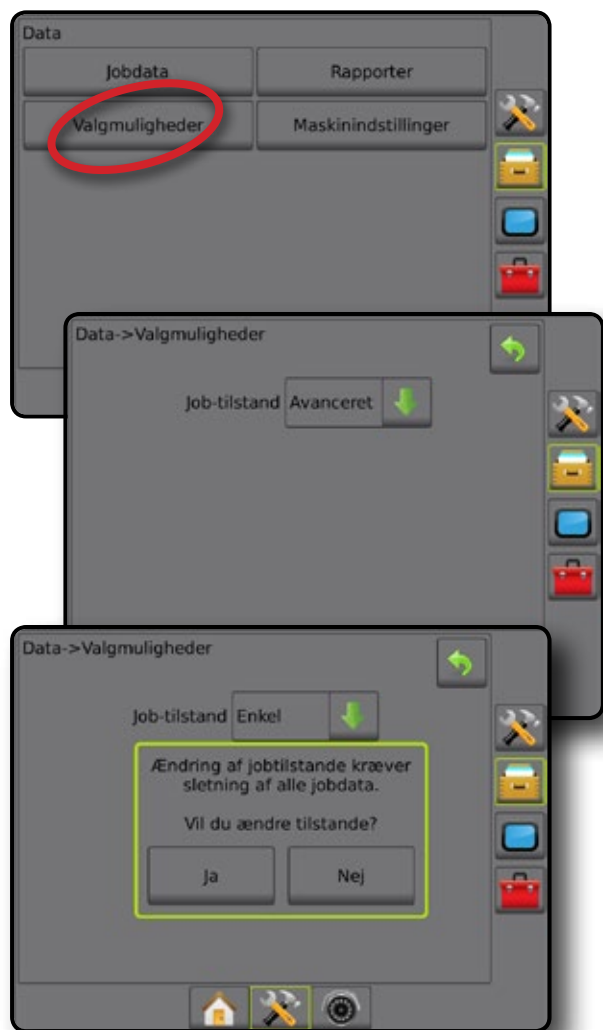 Data
Jobdata
Rapporter
Valgmuligheder
Maskinindstillinger
Data->Valgmuligheder
Job-tilstand Avanceret
Data->Valgmuligheder
Job-tilstand Enkel
Ændring af jobtilstande kræver
sletning af alle jobdata.
Vil du ændre tilstande?
Ja
Nej